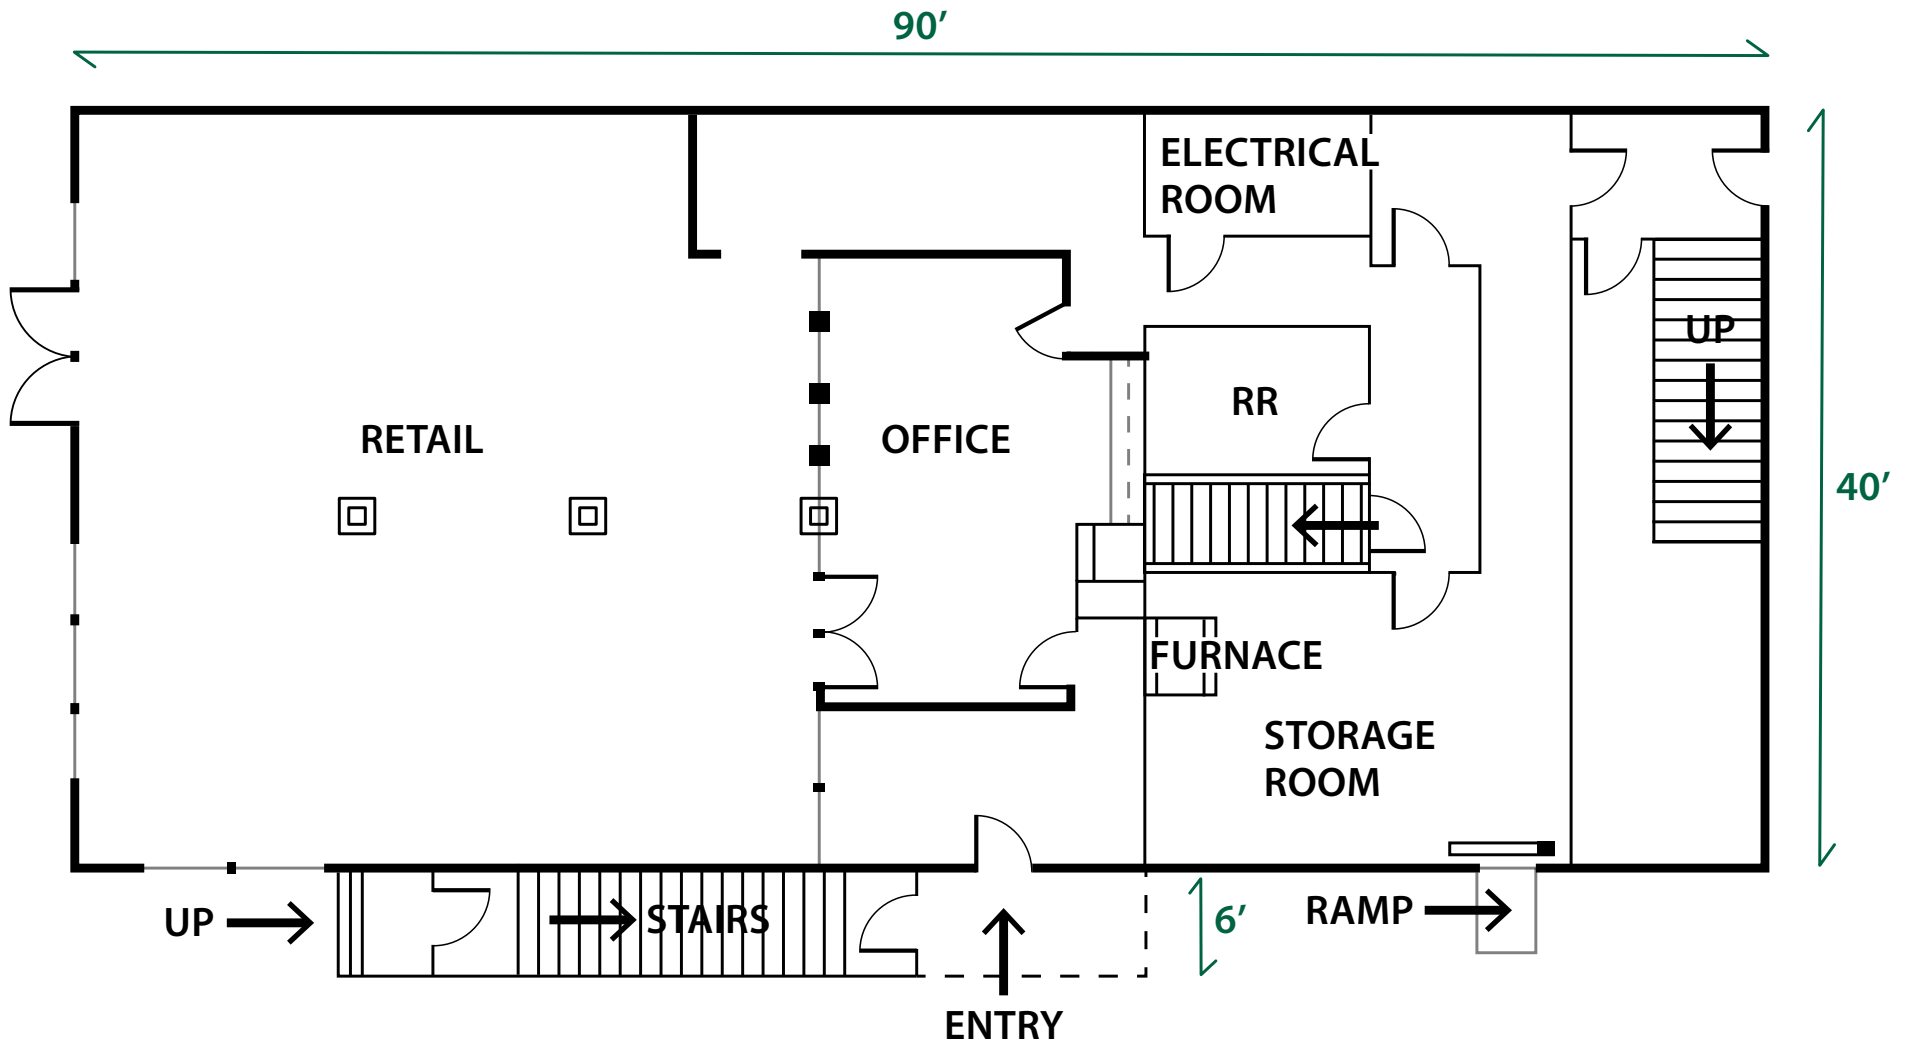 90’
ELECTRICAL
ROOM
UP
RR
RETAIL
OFFICE
40’
FURNACE
STORAGE
ROOM
UP
STAIRS
6’
RAMP
ENTRY